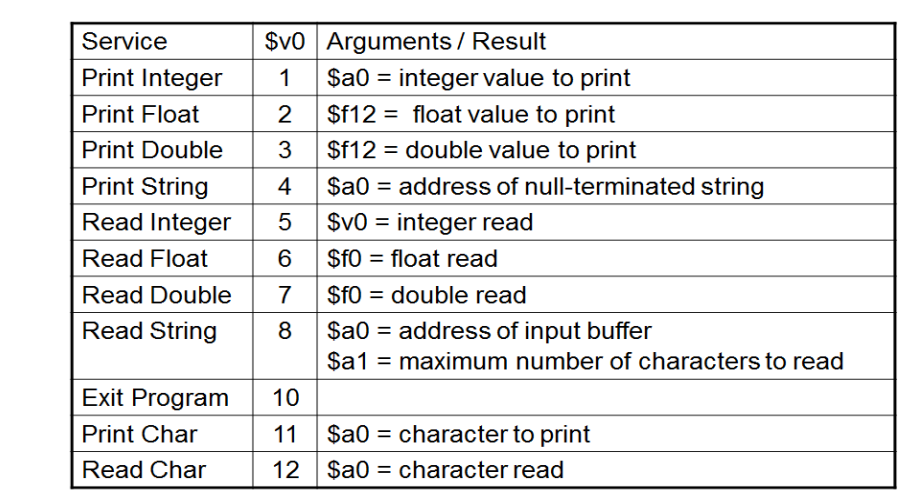 Service $v0 Arguments / Result
Print Integer 1 $a0 = integer value to print
Print Float 2 $f12 = float value to print
Print Double 3 $f12 = double value to print
Print String 4 $a0 = address of null-terminated string
Read Integer 5 $v0 = integer read
Read Float 6 $f0 = float read
Read Double 7 $f0 = double read
Read String 8 $a0 = address of input buffer
$a1 = maximum number of characters to read
Exit Program 10
Print Char 11 $a0 = character to print
Read Char 12 $a0 = character read